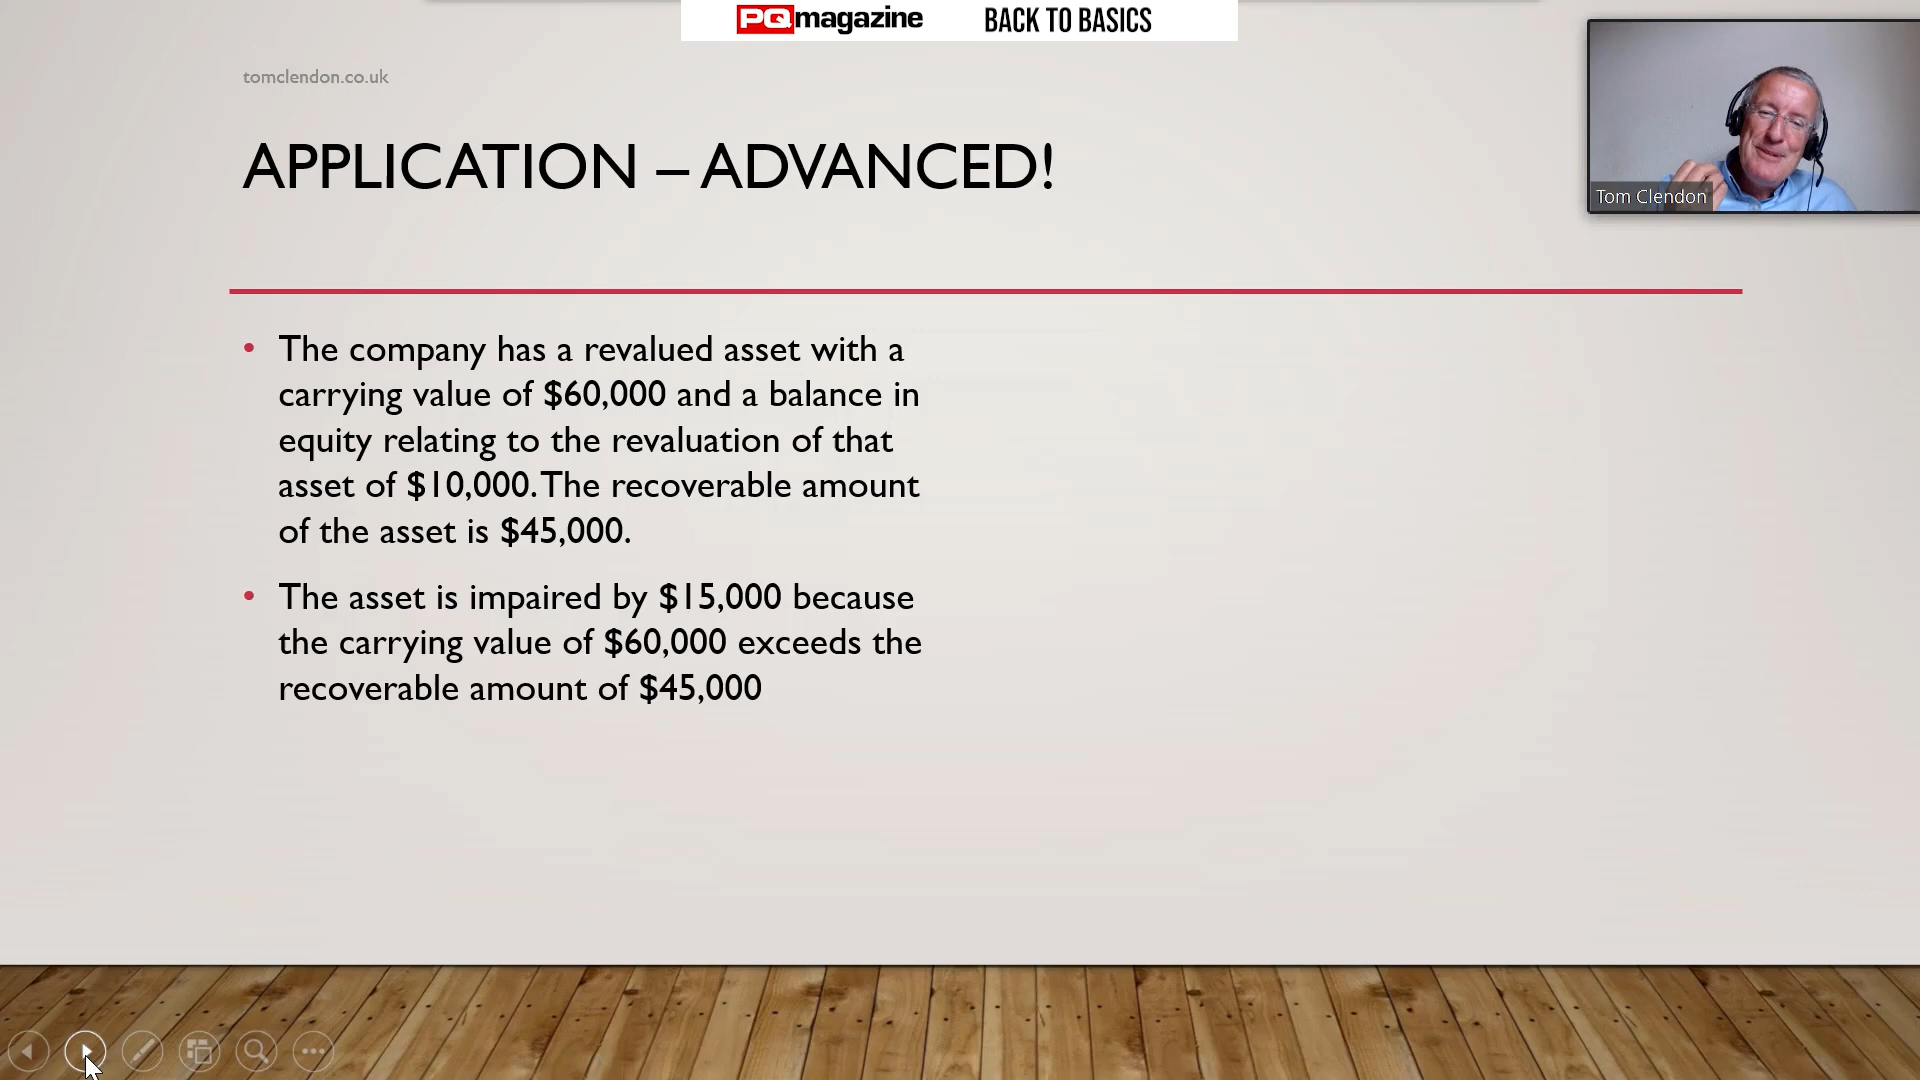 PQmagazine BACK TO BASICS
tomclendon.co.uk
APPLICATION – ADVANCED!
Tom Clendon
• The company has a revalued asset with a
carrying value of $60,000 and a balance in
equity relating to the revaluation of that
asset of $10,000. The recoverable amount
of the asset is $45,000.
• The asset is impaired by $15,000 because
the carrying value of $60,000 exceeds the
recoverable amount of $45,000